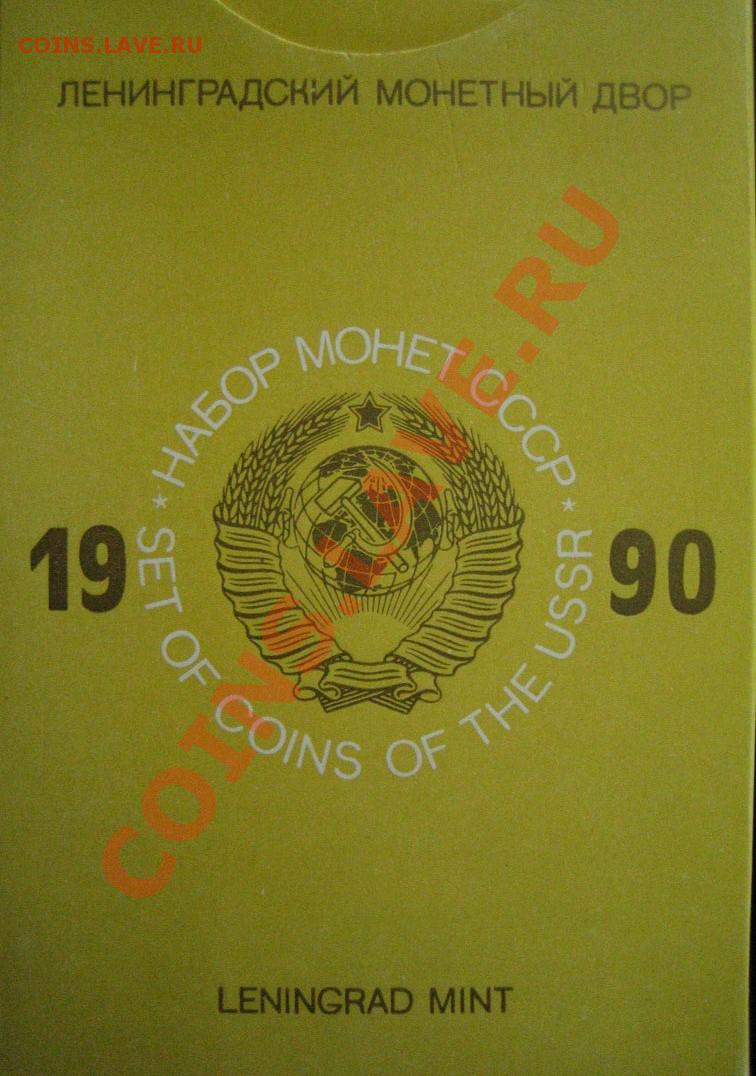 COINS.LAVE.RU
ЛЕНИНГРАДСКИЙ МОНЕТНЫЙ ДВОР
* НАБОР МОНЕТ СССР *
19 90
SET OF COINS OF THE USSR
COINS.LAVE.RU
LENINGRAD MINT